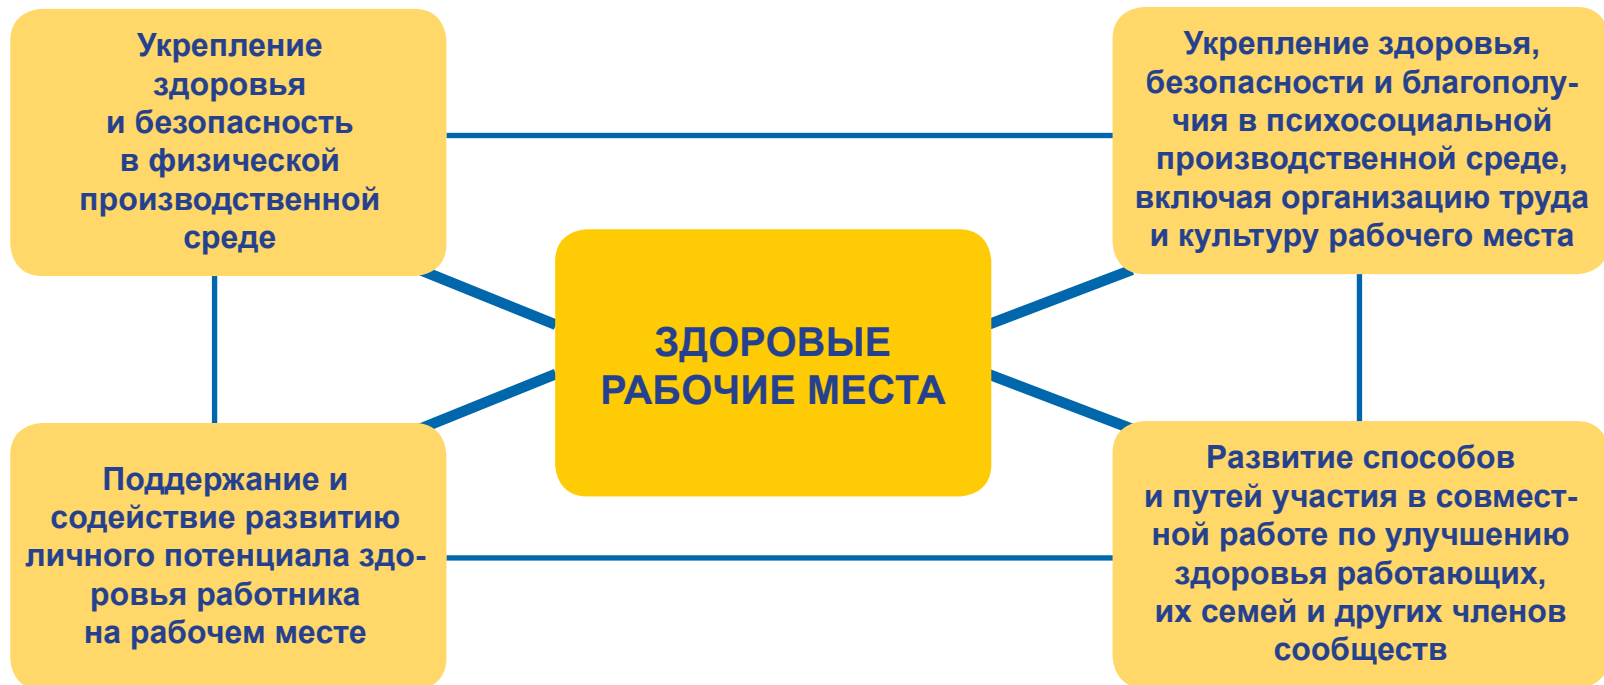 Укрепление
здоровья
и безопасность
в физической
производственной
среде
Укрепление здоровья,
безопасности и благополу-
чия в психосоциальной
производственной среде,
включая организацию труда
и культуру рабочего места
ЗДОРОВЫЕ
РАБОЧИЕ МЕСТА
Поддержание и
содействие развитию
личного потенциала здо-
ровья работника
на рабочем месте
Развитие способов
и путей участия в совмест-
ной работе по улучшению
здоровья работающих,
их семей и других членов
сообществ